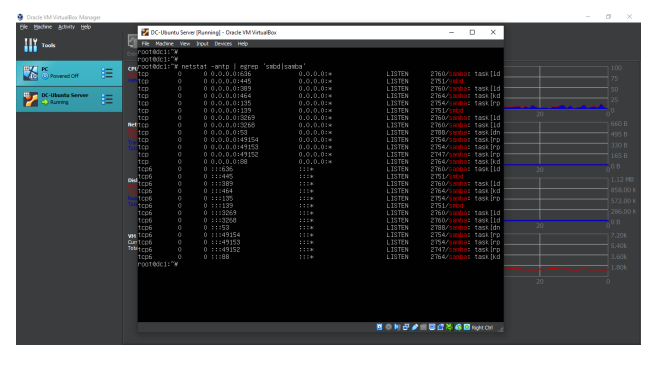 Oracle VM VirtualBox Manager
File Machine Activity Help
Tools
PC
Powered Off
DC-Ubuntu Server
Running
DC-Ubuntu Server [Running] - Oracle VM VirtualBox
File Machine View Input Devices Help
root@dc1:~#
root@dc1:~#
root@dc1:~# netstat -antp | egrep 'smbd|samba'
tcp 0 0 0.0.0.0:636 0.0.0.0:* LISTEN 2760/samba: task[ld
tcp 0 0 0.0.0.0:445 0.0.0.0:* LISTEN 2751/smbd
tcp 0 0 0.0.0.0:389 0.0.0.0:* LISTEN 2760/samba: task[ld
tcp 0 0 0.0.0.0:464 0.0.0.0:* LISTEN 2764/samba: task[kd
tcp 0 0 0.0.0.0:135 0.0.0.0:* LISTEN 2754/samba: task[rp
tcp 0 0 0.0.0.0:139 0.0.0.0:* LISTEN 2751/smbd
tcp 0 0 0.0.0.0:3269 0.0.0.0:* LISTEN 2760/samba: task[ld
tcp 0 0 0.0.0.0:3268 0.0.0.0:* LISTEN 2760/samba: task[ld
tcp 0 0 0.0.0.0:53 0.0.0.0:* LISTEN 2788/samba: task[dn
tcp 0 0 0.0.0.0:49154 0.0.0.0:* LISTEN 2754/samba: task[rp
tcp 0 0 0.0.0.0:49153 0.0.0.0:* LISTEN 2754/samba: task[rp
tcp 0 0 0.0.0.0:49152 0.0.0.0:* LISTEN 2747/samba: task[rp
tcp 0 0 0.0.0.0:88 0.0.0.0:* LISTEN 2764/samba: task[kd
tcp6 0 0 :::636 :::* LISTEN 2760/samba: task[ld
tcp6 0 0 :::445 :::* LISTEN 2751/smbd
tcp6 0 0 :::389 :::* LISTEN 2760/samba: task[ld
tcp6 0 0 :::464 :::* LISTEN 2764/samba: task[kd
tcp6 0 0 :::135 :::* LISTEN 2754/samba: task[rp
tcp6 0 0 :::139 :::* LISTEN 2751/smbd
tcp6 0 0 :::3269 :::* LISTEN 2760/samba: task[ld
tcp6 0 0 :::3268 :::* LISTEN 2760/samba: task[ld
tcp6 0 0 :::53 :::* LISTEN 2788/samba: task[dn
tcp6 0 0 :::49154 :::* LISTEN 2754/samba: task[rp
tcp6 0 0 :::49153 :::* LISTEN 2754/samba: task[rp
tcp6 0 0 :::49152 :::* LISTEN 2747/samba: task[rp
tcp6 0 0 :::88 :::* LISTEN 2764/samba: task[kd
root@dc1:~#
Right Ctrl
100
75
50
25
0
20 0
660 B
495 B
330 B
165 B
0 B
20 0
1.12 MB
858.00 k
572.00 k
286.00 k
0 B
20 0
7.20k
5.40k
3.60k
1.80k
20 0